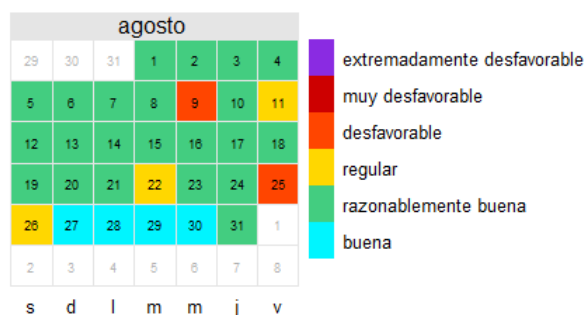 agosto
29 30 31 1 2 3 4
5 6 7 8 9 10 11
12 13 14 15 16 17 18
19 20 21 22 23 24 25
26 27 28 29 30 31 1
2 3 4 5 6 7 8
s d l m m j v
extremadamente desfavorable
muy desfavorable
desfavorable
regular
razonablemente buena
buena